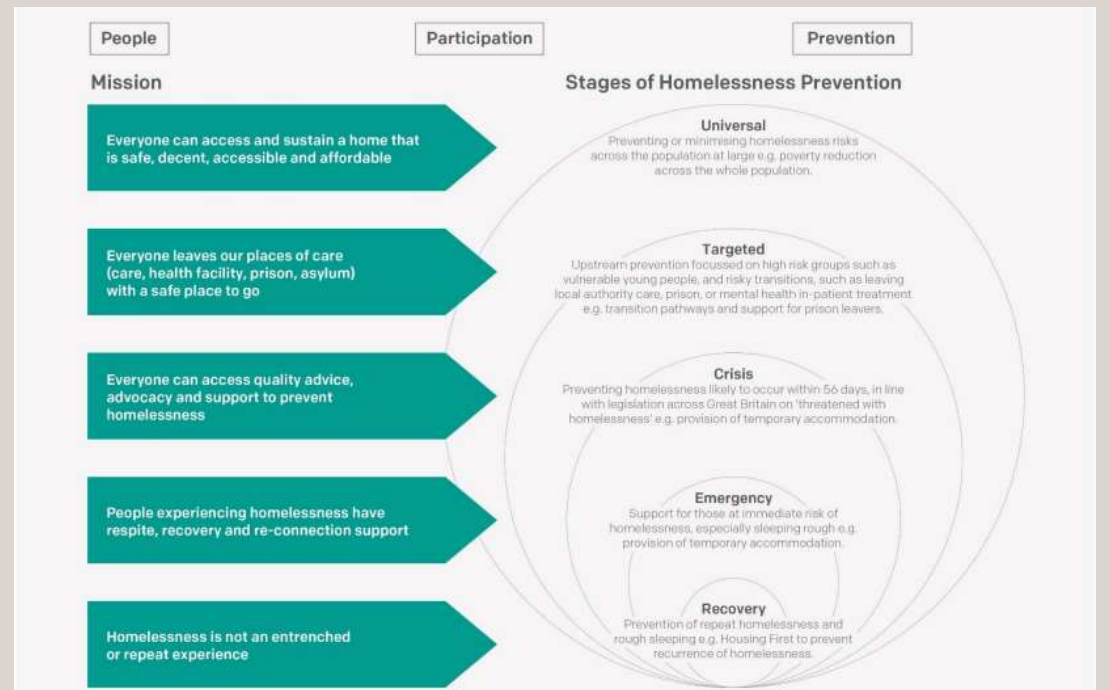 People
Participation
Prevention
Mission
Stages of Homelessness Prevention
Everyone can access and sustain a home that
is safe, decent, accessible and affordable
Universal
Preventing or minimising homelessness risks
across the population at large e.g. poverty reduction
across the whole population.
Everyone leaves our places of care
(care, health facility, prison, asylum)
with a safe place to go
Targeted
Upstream prevention focussed on high risk groups such as
vulnerable young people, and risky transitions, such as leaving
local authority care, prison, or mental health in-patient treatment
e.g. transition pathways and support for prison leavers.
Everyone can access quality advice,
advocacy and support to prevent
homelessness
Crisis
Preventing homelessness likely to occur within 56 days, in line
with legislation across Great Britain on 'threatened with
homelessness' e.g. provision of temporary accommodation.
People experiencing homelessness have
respite, recovery and re-connection support
Emergency
Support for those at immediate risk of
homelessness, especially sleeping rough e.g.
provision of temporary accommodation.
Homelessness is not an entrenched
or repeat experience
Recovery
Prevention of repeat homelessness and
rough sleeping e.g. Housing First to prevent
recurrence of homelessness.